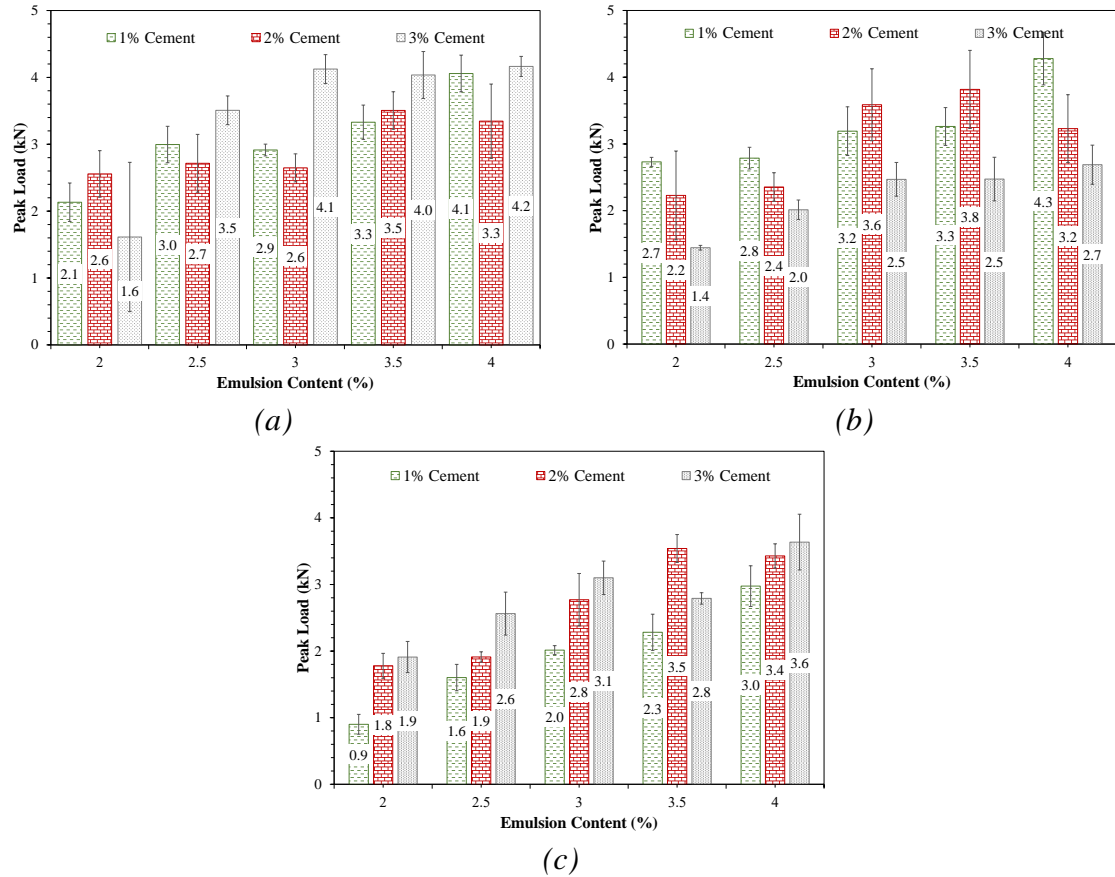 5
4
3
2
1
0
Peak Load (kN)
1% Cement 2% Cement 3% Cement
2.1 2.6 1.6
3.0 2.7 3.5
2.9 2.6 4.1
3.3 3.5 4.0
4.1 3.3 4.2
2 2.5 3 3.5 4
Emulsion Content (%)
(a)
5
4
3
2
1
0
Peak Load (kN)
1% Cement 2% Cement 3% Cement
2.7 2.2 1.4
2.8 2.4 2.0
3.2 3.6 2.5
3.3 3.8 2.5
4.3 3.2 2.7
2 2.5 3 3.5 4
Emulsion Content (%)
(b)
5
4
3
2
1
0
Peak Load (kN)
1% Cement 2% Cement 3% Cement
0.9 1.8 1.9
1.6 1.9 2.6
2.0 2.8 3.1
2.3 3.5 2.8
3.0 3.4 3.6
2 2.5 3 3.5 4
Emulsion Content (%)
(c)